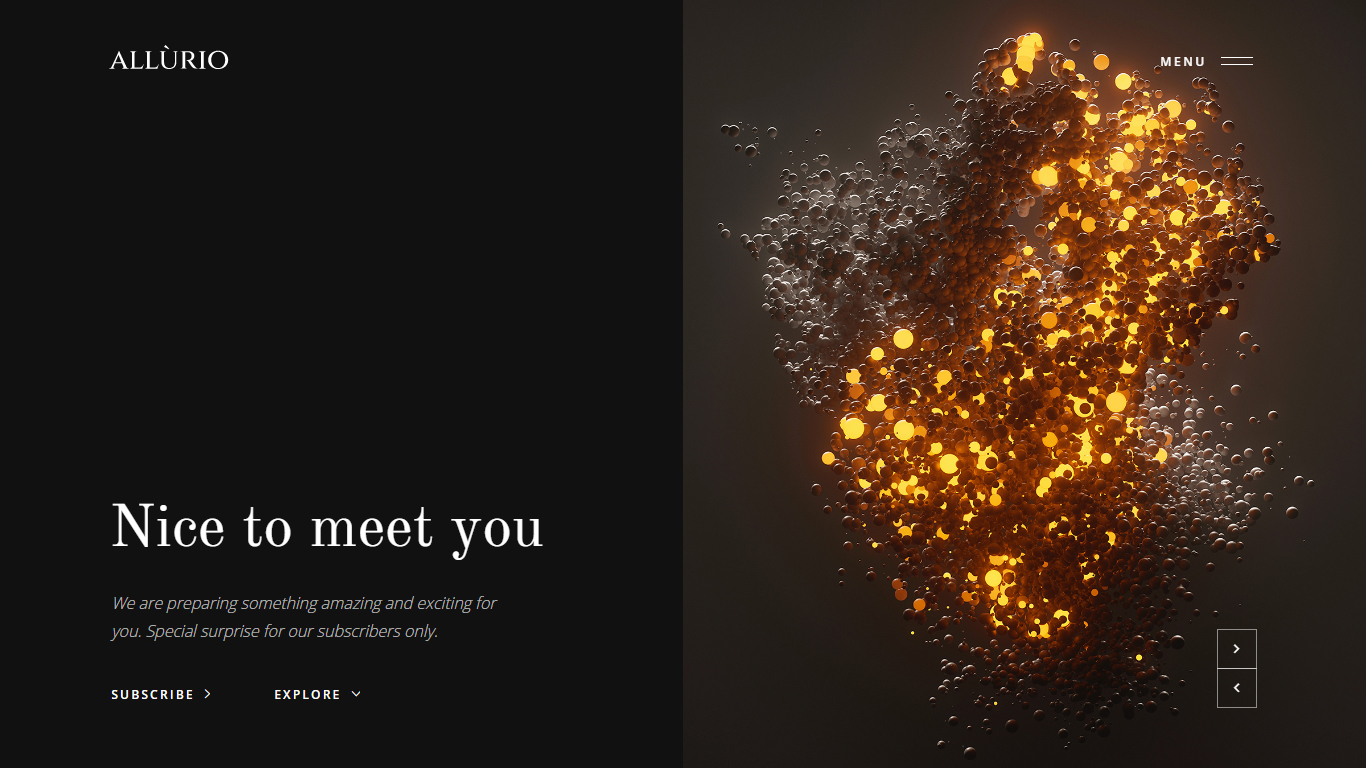 ALLÙRIO
MENU
Nice to meet you
We are preparing something amazing and exciting for
you. Special surprise for our subscribers only.
SUBSCRIBE
EXPLORE